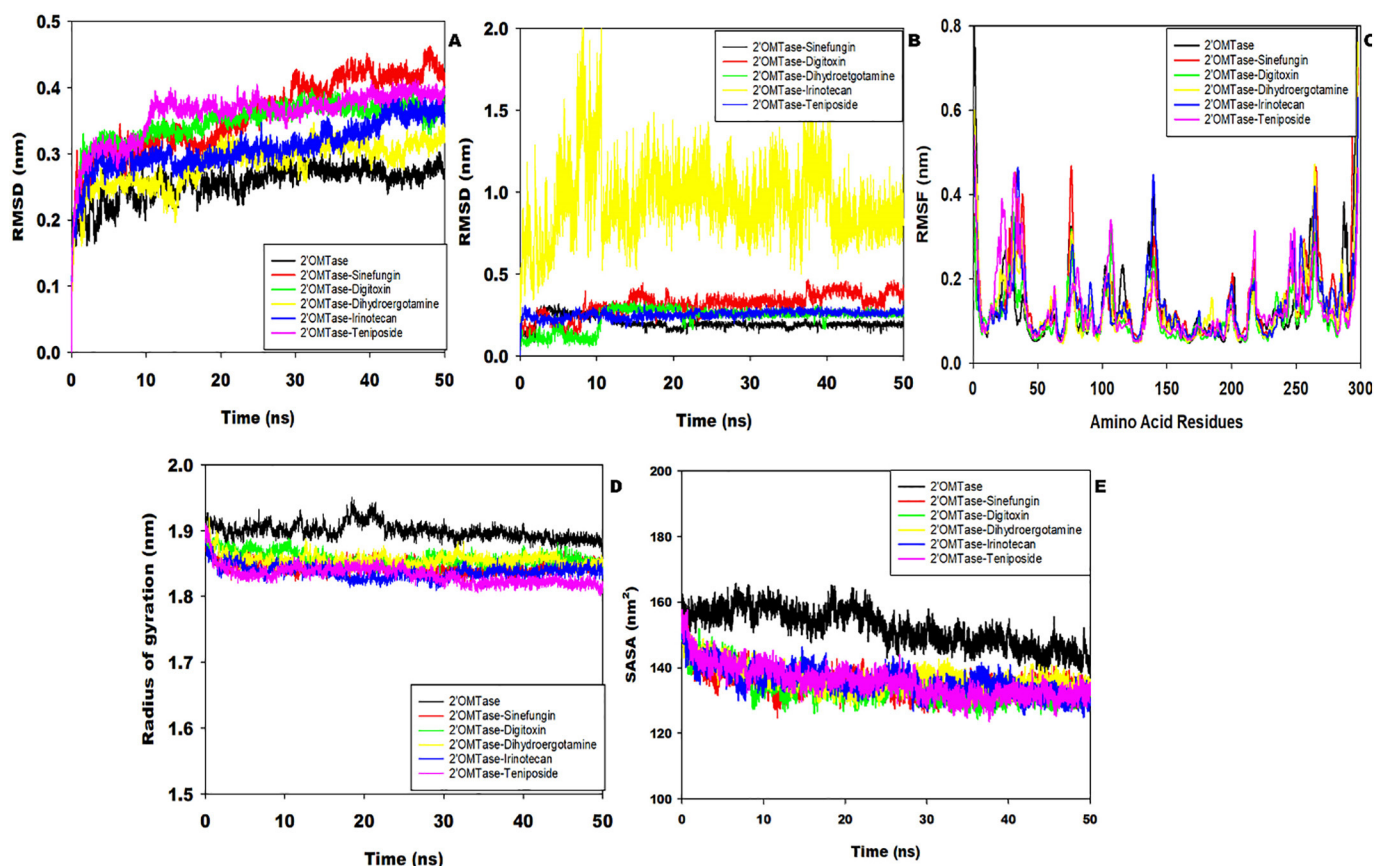 A
RMSD (nm)
0.5
0.4
0.3
0.2
0.1
0.0
2'OMTase
2'OMTase-Sinefungin
2'OMTase-Digitoxin
2'OMTase-Dihydroergotamine
2'OMTase-Irinotecan
2'OMTase-Teniposide
0 10 20 30 40 50
Time (ns)
B
RMSD (nm)
2.0
1.5
1.0
0.5
0.0
2'OMTase-Sinefungin
2'OMTase-Digitoxin
2'OMTase-Dihydroetgotamine
2'OMTase-Irinotecan
2'OMTase-Teniposide
0 10 20 30 40 50
Time (ns)
C
RMSF (nm)
0.8
0.6
0.4
0.2
0.0
2'OMTase
2'OMTase-Sinefungin
2'OMTase-Digitoxin
2'OMTase-Dihydroergotamine
2'OMTase-Irinotecan
2'OMTase-Teniposide
0 50 100 150 200 250 300
Amino Acid Residues
D
Radius of gyration (nm)
2.0
1.9
1.8
1.7
1.6
1.5
2'OMTase
2'OMTase-Sinefungin
2'OMTase-Digitoxin
2'OMTase-Dihydroergotamine
2'OMTase-Irinotecan
2'OMTase-Teniposide
0 10 20 30 40 50
Time (ns)
E
SASA (nm²)
200
180
160
140
120
100
2'OMTase
2'OMTase-Sinefungin
2'OMTase-Digitoxin
2'OMTase-Dihydroergotamine
2'OMTase-Irinotecan
2'OMTase-Teniposide
0 10 20 30 40 50
Time (ns)